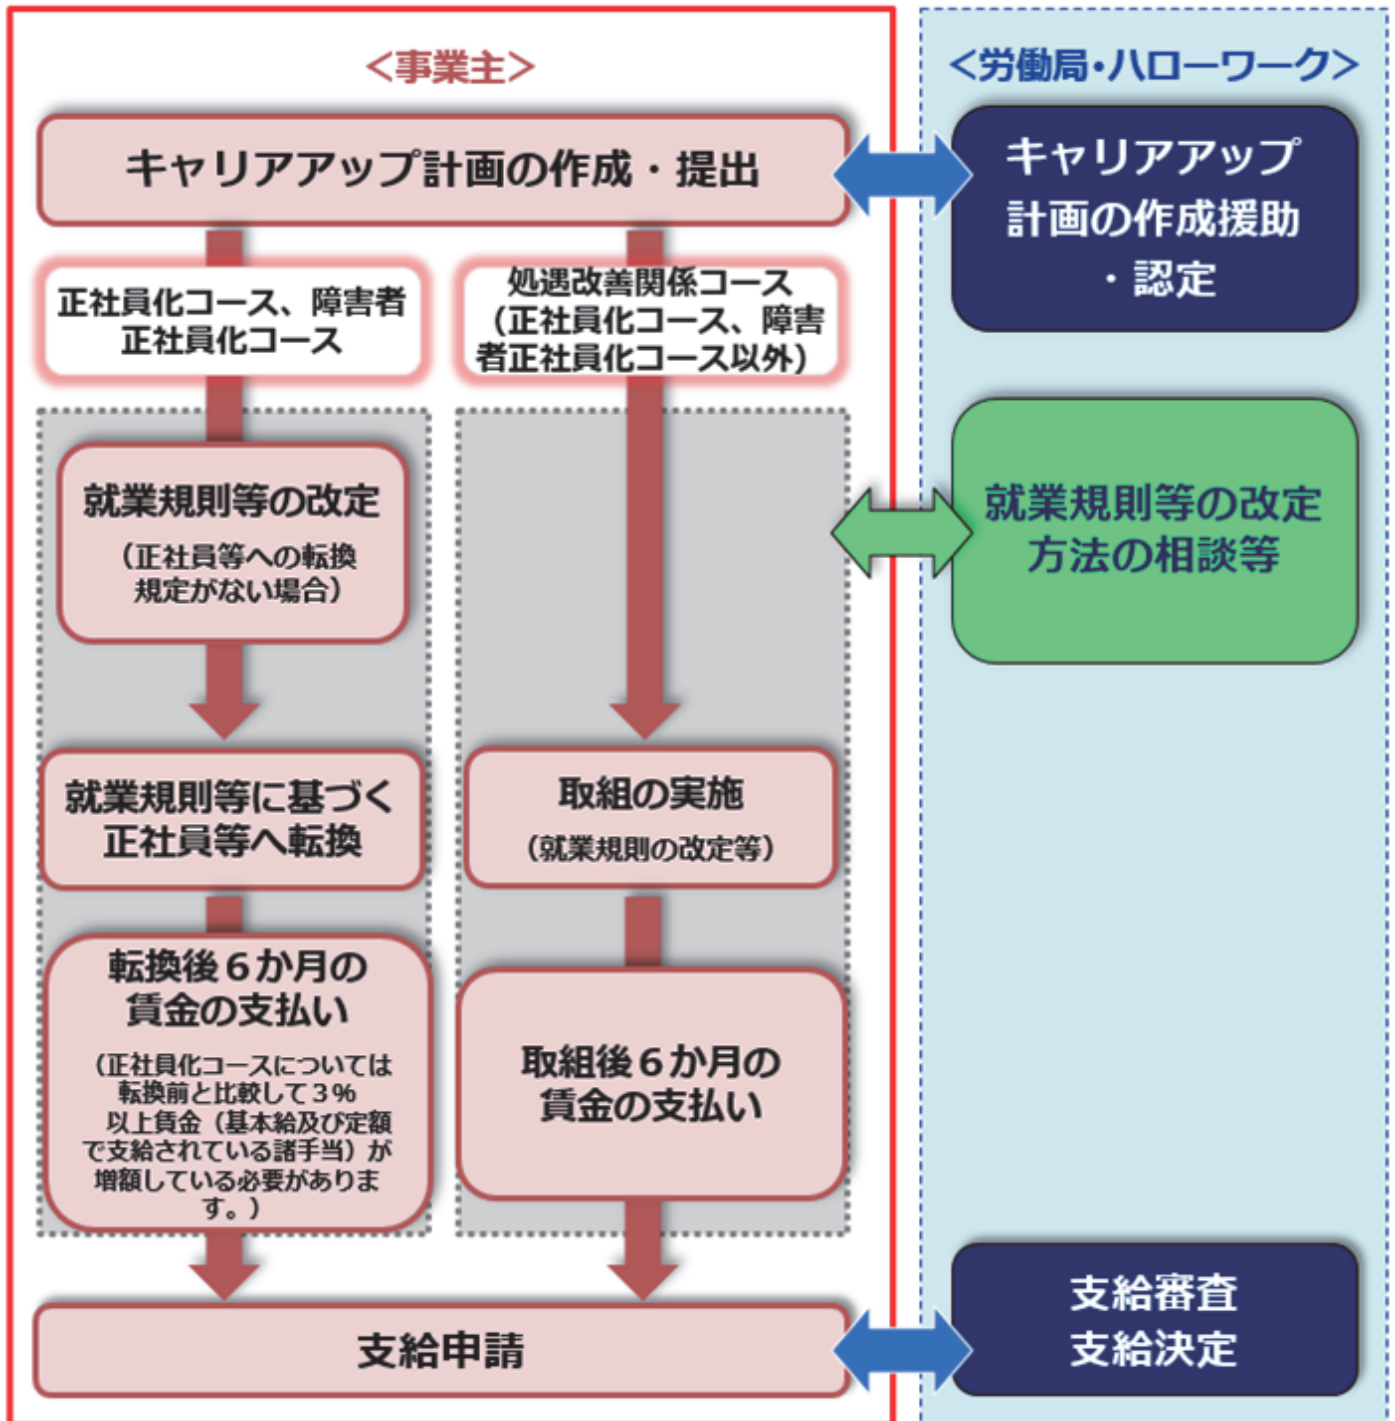 ＜事業主＞
キャリアアップ計画の作成・提出
正社員化コース、障害者
正社員化コース
処遇改善関係コース
（正社員化コース、障害
者正社員化コース以外）
就業規則等の改定
（正社員等への転換
規定がない場合）
就業規則等に基づく
正社員等へ転換
取組の実施
（就業規則の改定等）
転換後６か月の
賃金の支払い
（正社員化コースについては
転換前と比較して３％
以上賃金（基本給及び定額
で支給されている諸手当）が
増額している必要がありま
す。）
取組後６か月の
賃金の支払い
支給申請
＜労働局・ハローワーク＞
キャリアアップ
計画の作成援助
・認定
就業規則等の改定
方法の相談等
支給審査
支給決定